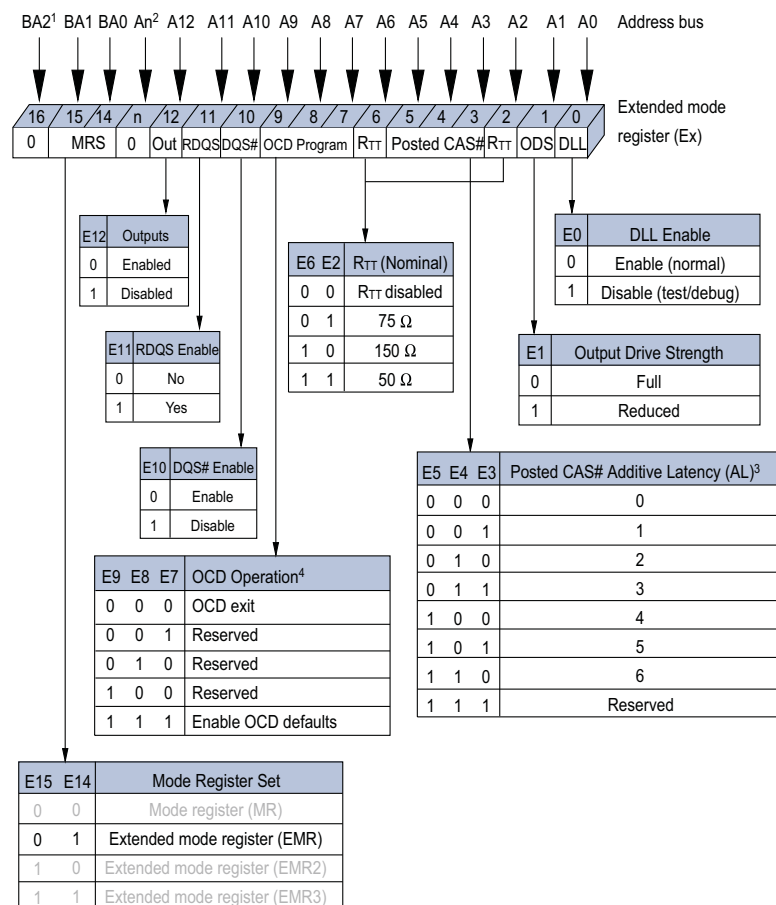 BA2¹ BA1 BA0 An² A12 A11 A10 A9 A8 A7 A6 A5 A4 A3 A2 A1 A0 Address bus
16 15 14 n 12 11 10 9 8 7 6 5 4 3 2 1 0 Extended mode
register (Ex)
0 MRS 0 Out RDQS DQS# OCD Program RTT Posted CAS# RTT ODS DLL
E12 Outputs
0 Enabled
1 Disabled
E11 RDQS Enable
0 No
1 Yes
E10 DQS# Enable
0 Enable
1 Disable
E6 E2 RTT (Nominal)
0 0 RTT disabled
0 1 75 Ω
1 0 150 Ω
1 1 50 Ω
E0 DLL Enable
0 Enable (normal)
1 Disable (test/debug)
E1 Output Drive Strength
0 Full
1 Reduced
E9 E8 E7 OCD Operation⁴
0 0 0 OCD exit
0 0 1 Reserved
0 1 0 Reserved
1 0 0 Reserved
1 1 1 Enable OCD defaults
E5 E4 E3 Posted CAS# Additive Latency (AL)³
0 0 0 0
0 0 1 1
0 1 0 2
0 1 1 3
1 0 0 4
1 0 1 5
1 1 0 6
1 1 1 Reserved
E15 E14 Mode Register Set
0 0 Mode register (MR)
0 1 Extended mode register (EMR)
1 0 Extended mode register (EMR2)
1 1 Extended mode register (EMR3)